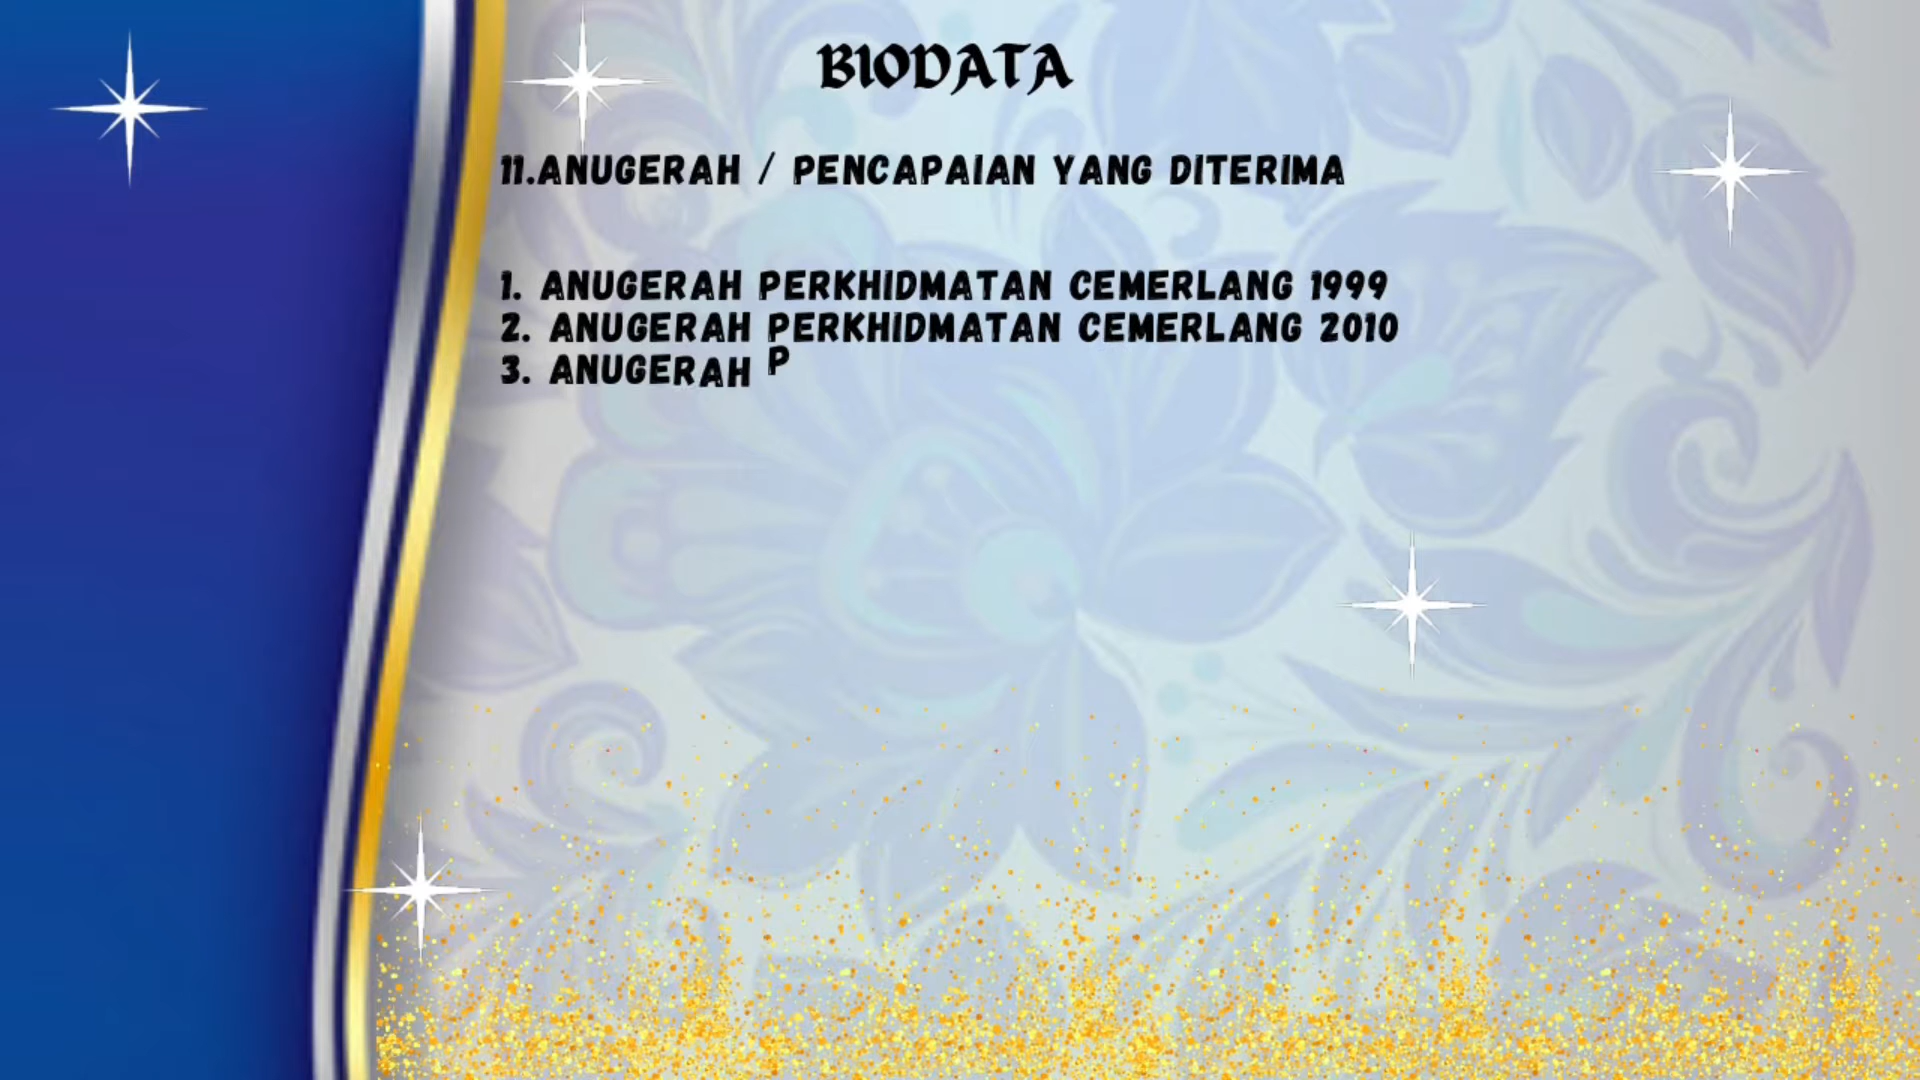 BIODATA
11.ANUGERAH / PENCAPAIAN YANG DITERIMA
1. ANUGERAH PERKHIDMATAN CEMERLANG 1999
2. ANUGERAH PERKHIDMATAN CEMERLANG 2010
3. ANUGERAH P